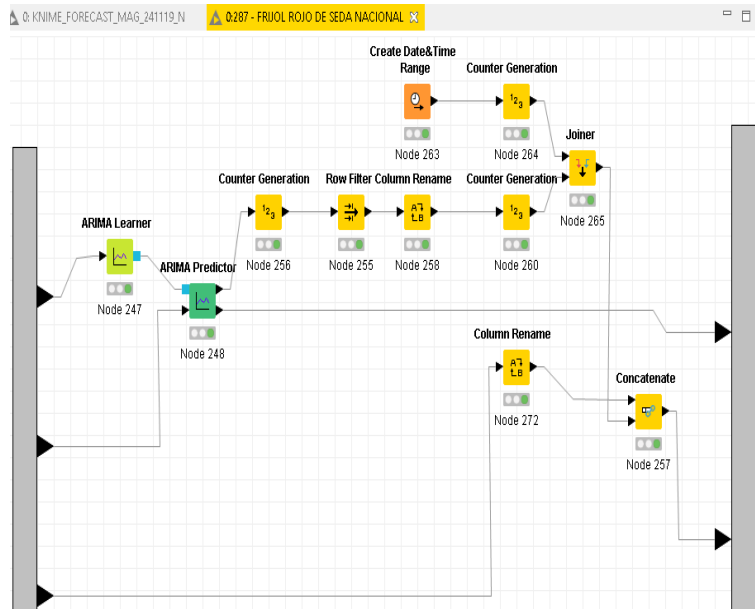 0: KNIME_FORECAST_MAG_241119_N
0:287 - FRIJOL ROJO DE SEDA NACIONAL
Create Date&Time
Range
Node 263
Counter Generation
Node 264
Joiner
Node 265
Counter Generation
Node 256
Row Filter
Node 255
Column Rename
Node 258
Counter Generation
Node 260
ARIMA Learner
Node 247
ARIMA Predictor
Node 248
Column Rename
Node 272
Concatenate
Node 257